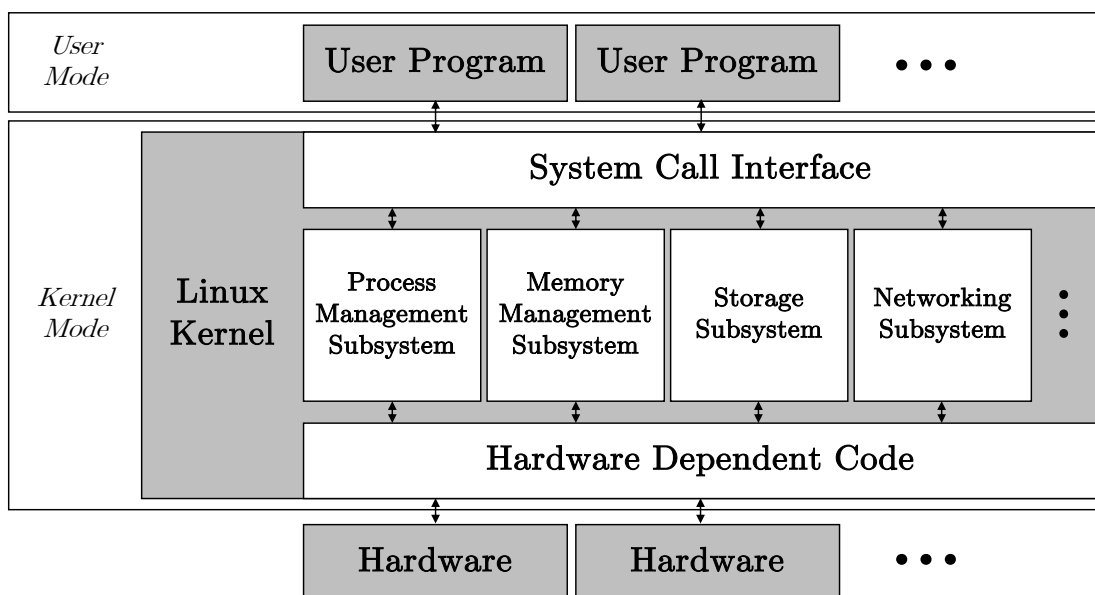 User
Mode
User Program
User Program
System Call Interface
Kernel
Mode
Linux
Kernel
Process
Management
Subsystem
Memory
Management
Subsystem
Storage
Subsystem
Networking
Subsystem
Hardware Dependent Code
Hardware
Hardware